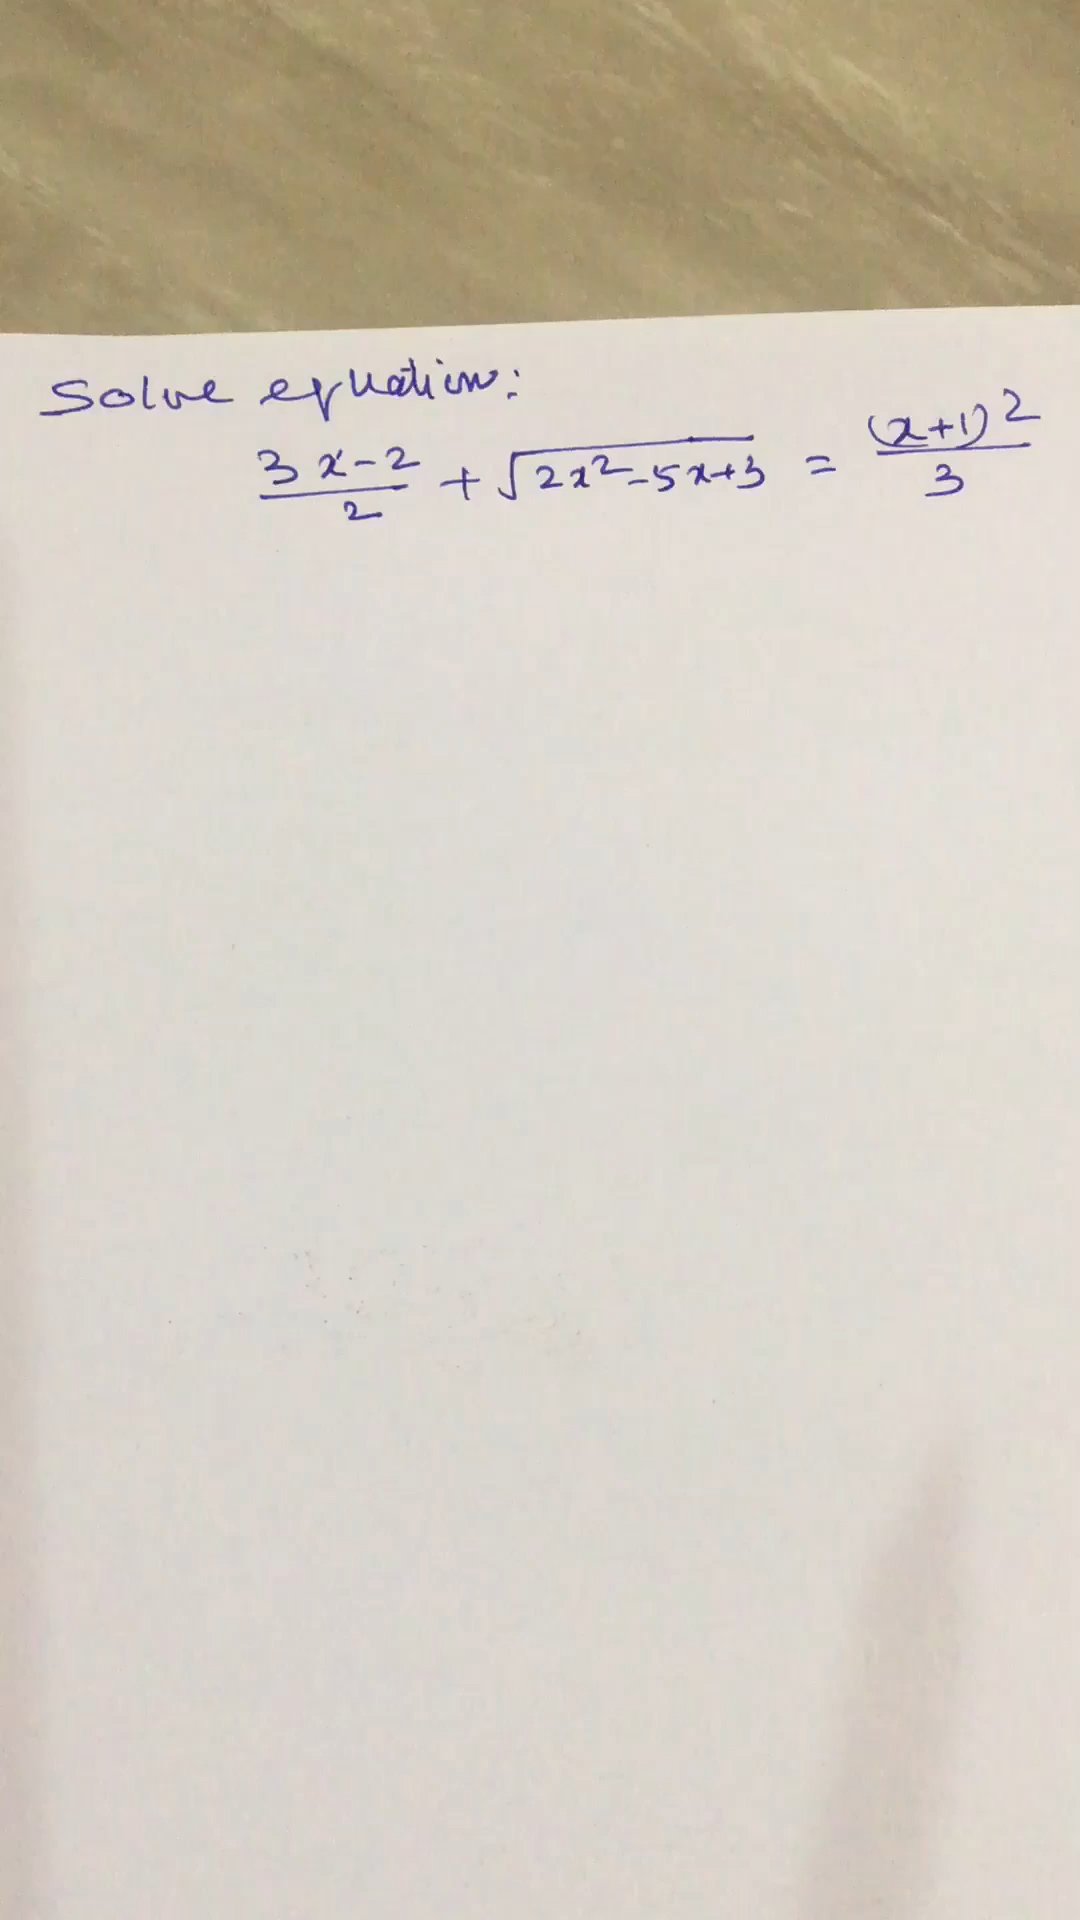 Solve equation:
(3x-2)/2 + √(2x²-5x+3) = (x+1)²/3